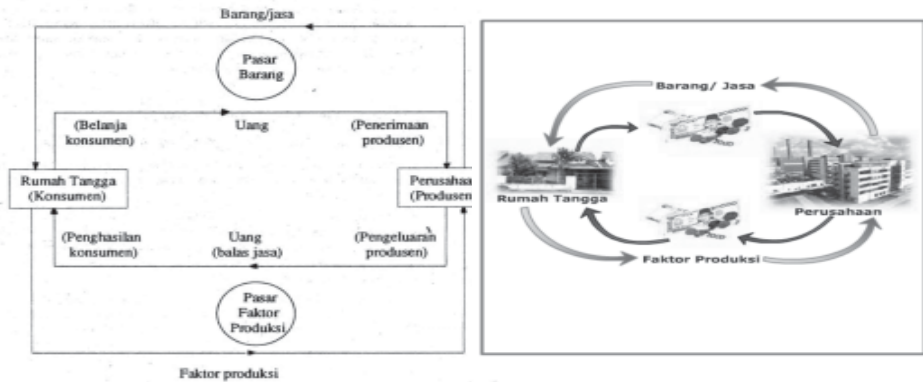 Barang/jasa
Pasar
Barang
(Belanja
konsumen)
Uang
(Penerimaan
produsen)
Rumah Tangga
(Konsumen)
Perusahaa
(Produsen
(Penghasilan
konsumen)
Uang
(balas jasa)
(Pengeluaran
produsen)
Pasar
Faktor
Produksi
Faktor produksi
Barang/ Jasa
Rumah Tangga
Perusahaan
Faktor Produksi